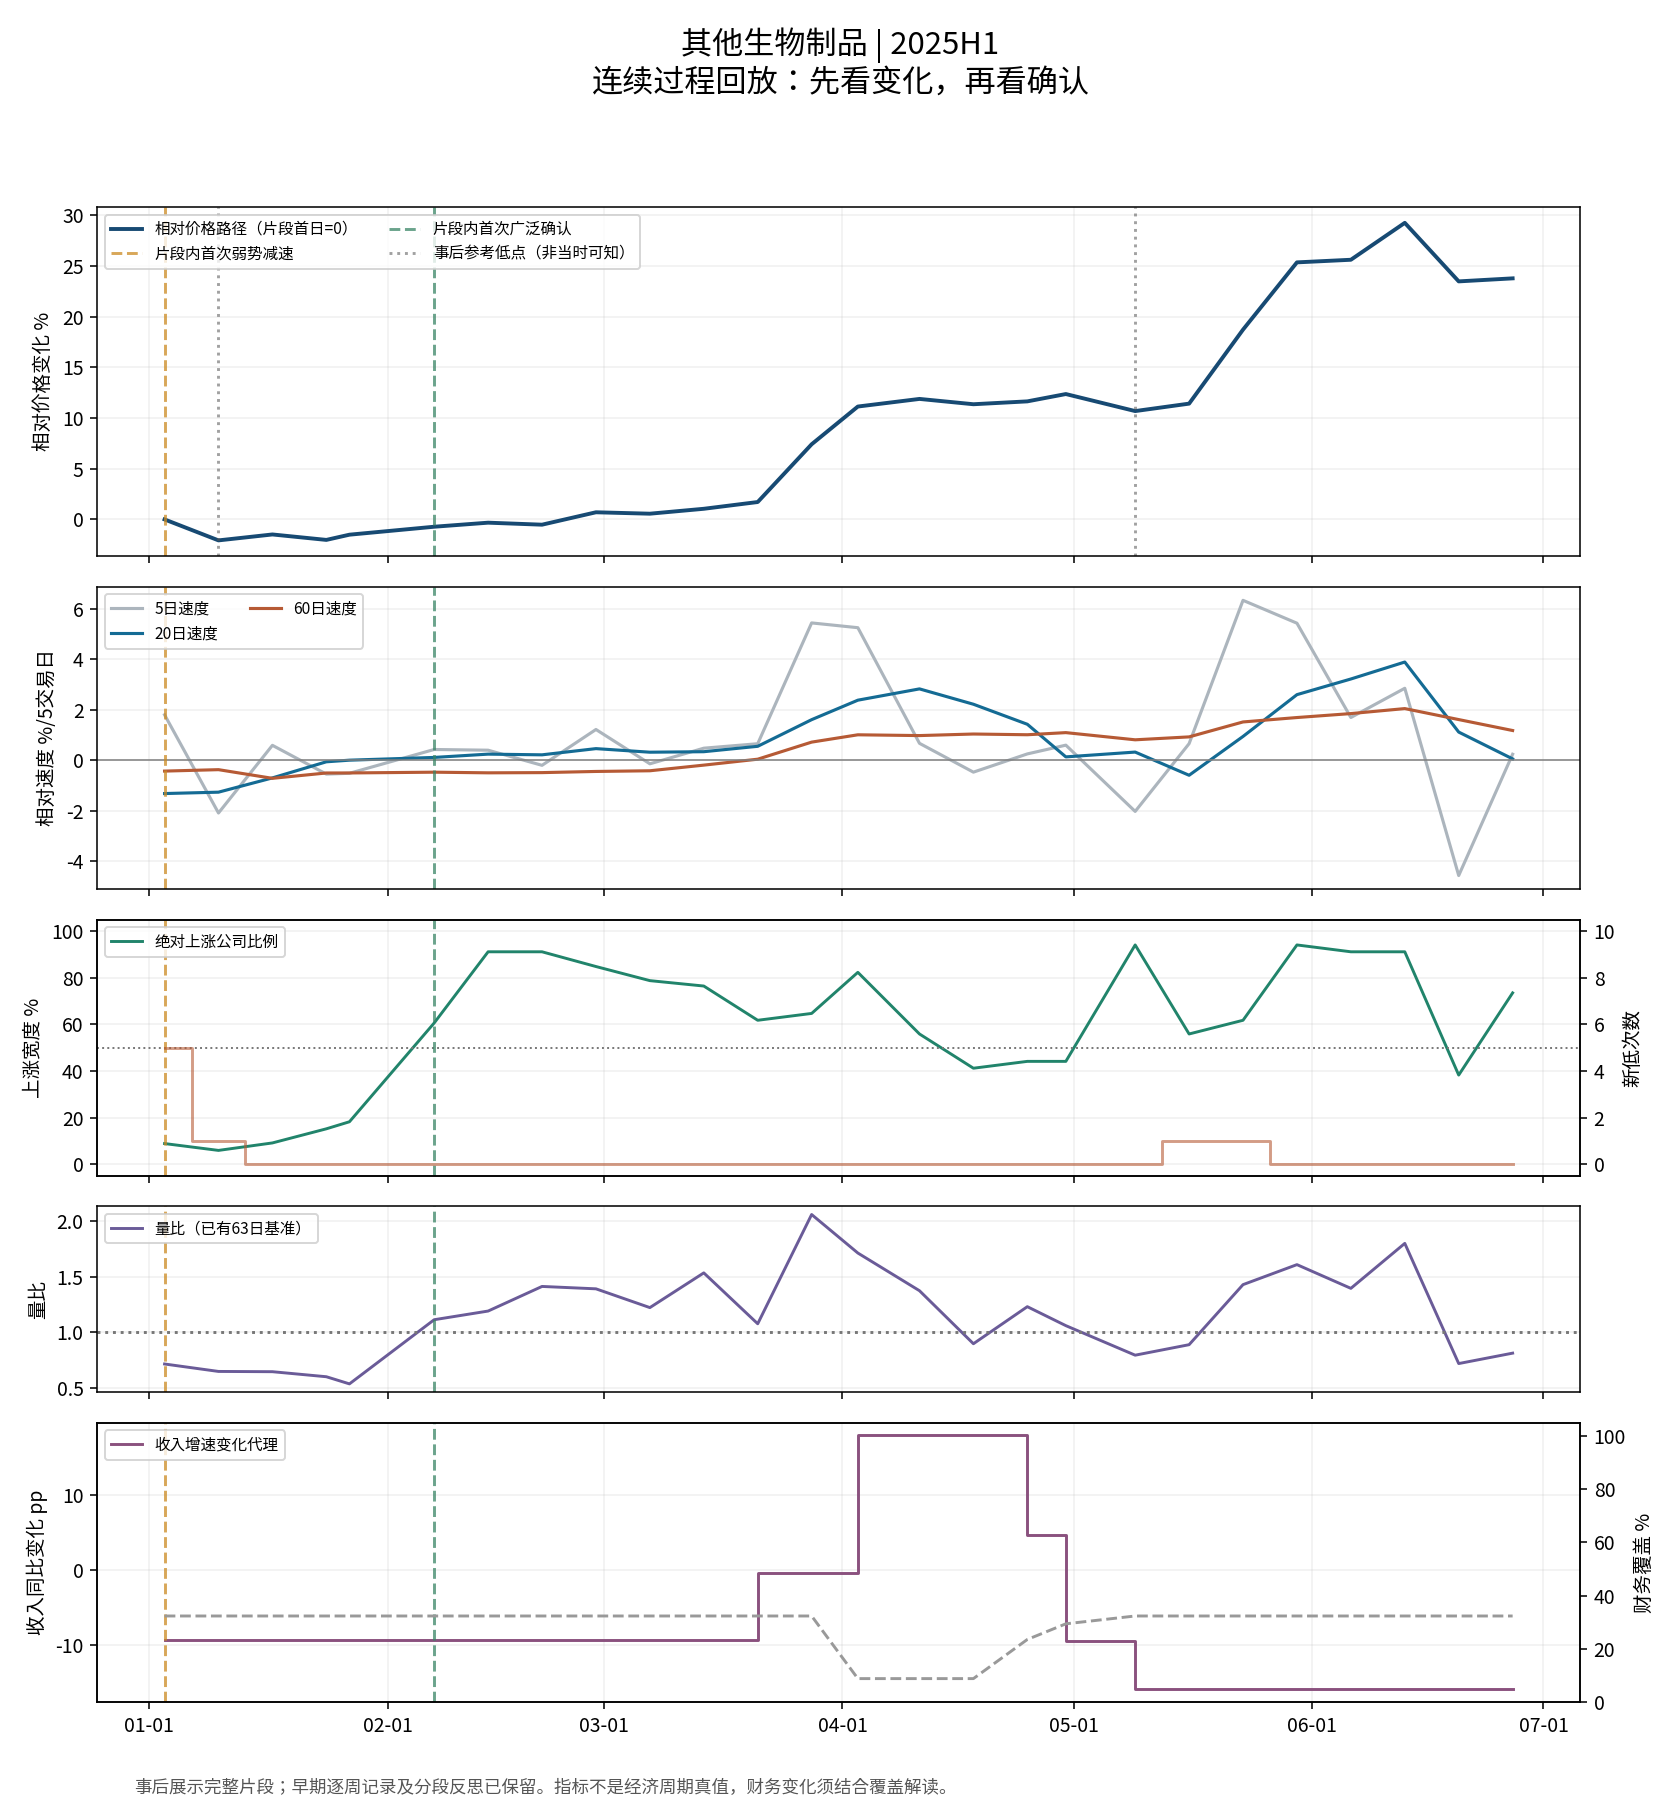 其他生物制品 | 2025H1
连续过程回放：先看变化，再看确认
相对价格路径（片段首日=0）
片段内首次弱势减速
片段内首次广泛确认
事后参考低点（非当时可知）
相对价格变化 %
30
25
20
15
10
5
0
5日速度
20日速度
60日速度
相对速度 %/5交易日
6
4
2
0
-2
-4
绝对上涨公司比例
上涨宽度 %
100
80
60
40
20
0
新低次数
10
8
6
4
2
0
量比（已有63日基准）
量比
2.0
1.5
1.0
0.5
收入增速变化代理
收入同比变化 pp
10
0
-10
财务覆盖 %
100
80
60
40
20
0
01-01
02-01
03-01
04-01
05-01
06-01
07-01
事后展示完整片段；早期逐周记录及分段反思已保留。指标不是经济周期真值，财务变化须结合覆盖解读。